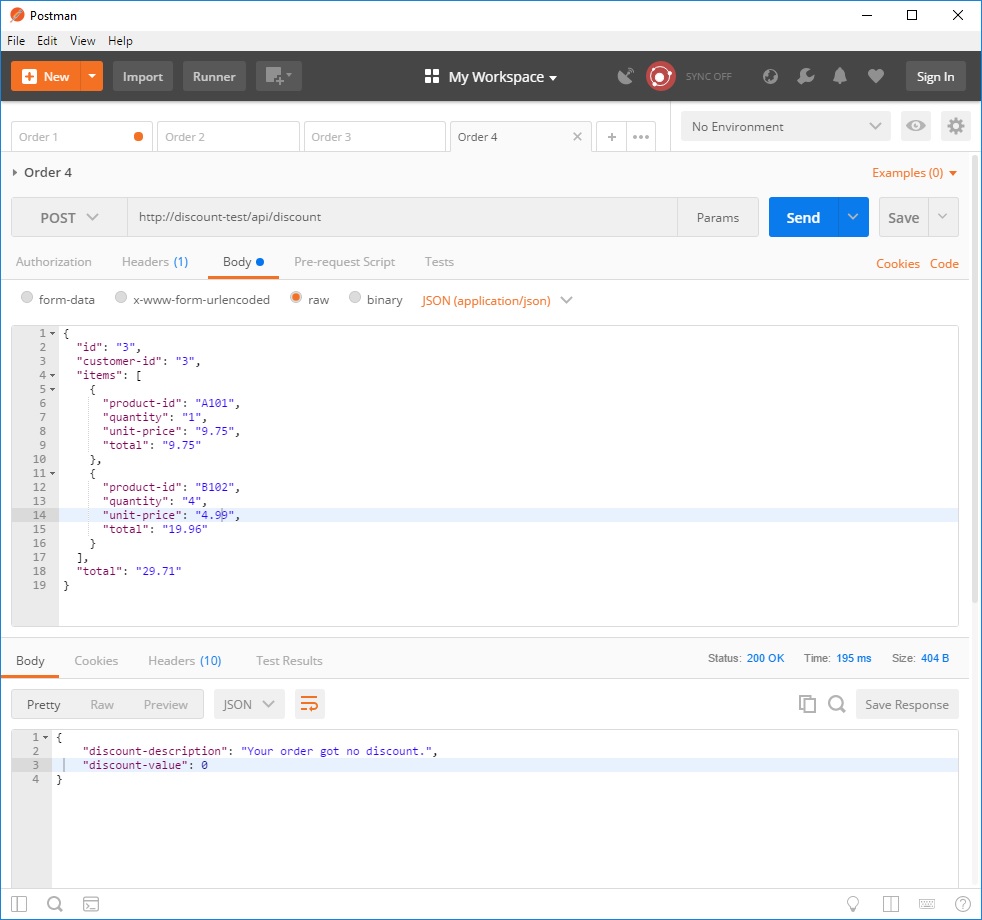 Postman
File Edit View Help
New Import Runner My Workspace SYNC OFF Sign In
Order 1 Order 2 Order 3 Order 4 No Environment
Order 4 Examples (0)
POST http://discount-test/api/discount Params Send Save
Authorization Headers (1) Body Pre-request Script Tests Cookies Code
form-data x-www-form-urlencoded raw binary JSON (application/json)
1 {
2 "id": "3",
3 "customer-id": "3",
4 "items": [
5 {
6 "product-id": "A101",
7 "quantity": "1",
8 "unit-price": "9.75",
9 "total": "9.75"
10 },
11 {
12 "product-id": "B102",
13 "quantity": "4",
14 "unit-price": "4.99",
15 "total": "19.96"
16 }
17 ],
18 "total": "29.71"
19 }
Body Cookies Headers (10) Test Results Status: 200 OK Time: 195 ms Size: 404 B
Pretty Raw Preview JSON Save Response
1 {
2 "discount-description": "Your order got no discount.",
3 "discount-value": 0
4 }